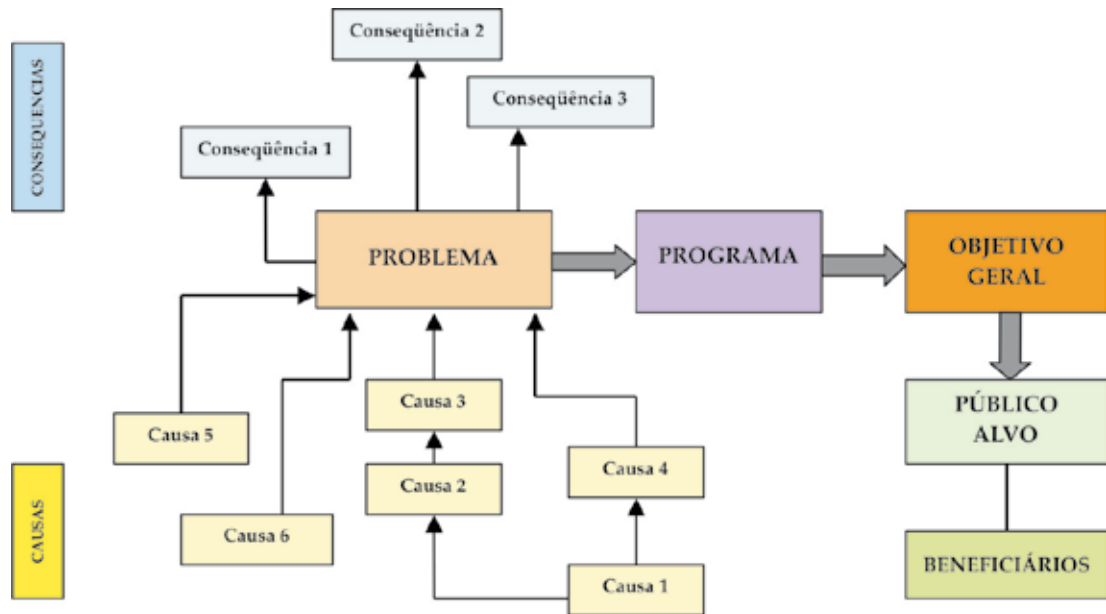 CONSEQUENCIAS
Conseqüência 2
Conseqüência 3
Conseqüência 1
PROBLEMA
PROGRAMA
OBJETIVO
GERAL
Causa 3
PÚBLICO
ALVO
Causa 5
Causa 4
Causa 2
CAUSAS
Causa 6
BENEFICIÁRIOS
Causa 1